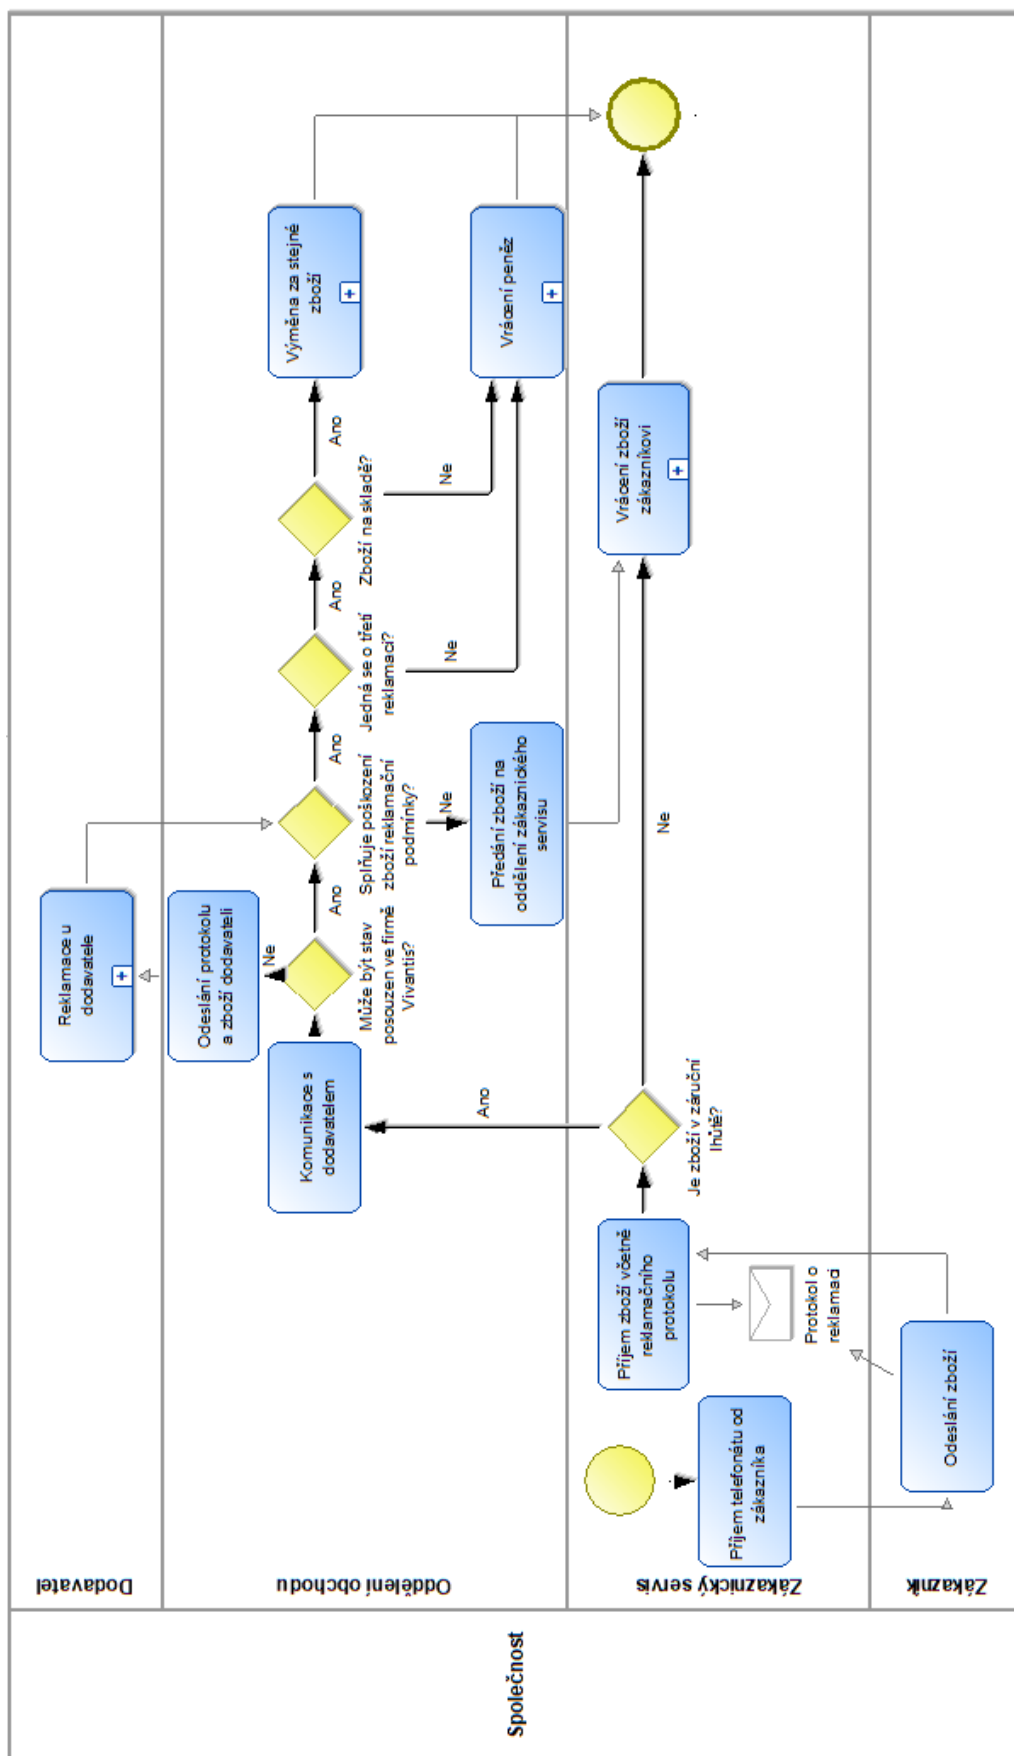 Společnost
Dodavatel
Oddělení obchodu
Zákaznický servis
Zákazník
Reklamace u
dodavatele
Odeslání protokolu
a zboží dodavateli
Ne
Komunikace s
dodavatelem
Může být stav
posouzen ve firmě
Vivantis?
Ano
Splňuje poškození
zboží reklamační
podmínky?
Ano
Ne
Jedná se o třetí
reklamaci?
Ano
Ne
Zboží na skladě?
Ano
Ne
Výměna za stejné
zboží
Vrácení peněz
Předání zboží na
oddělení zákaznického
servisu
Příjem telefonátu od
zákazníka
Příjem zboží včetně
reklamačního
protokolu
Protokol o
reklamaci
Je zboží v záruční
lhůtě?
Ano
Ne
Vrácení zboží
zákazníkovi
Odeslání zboží